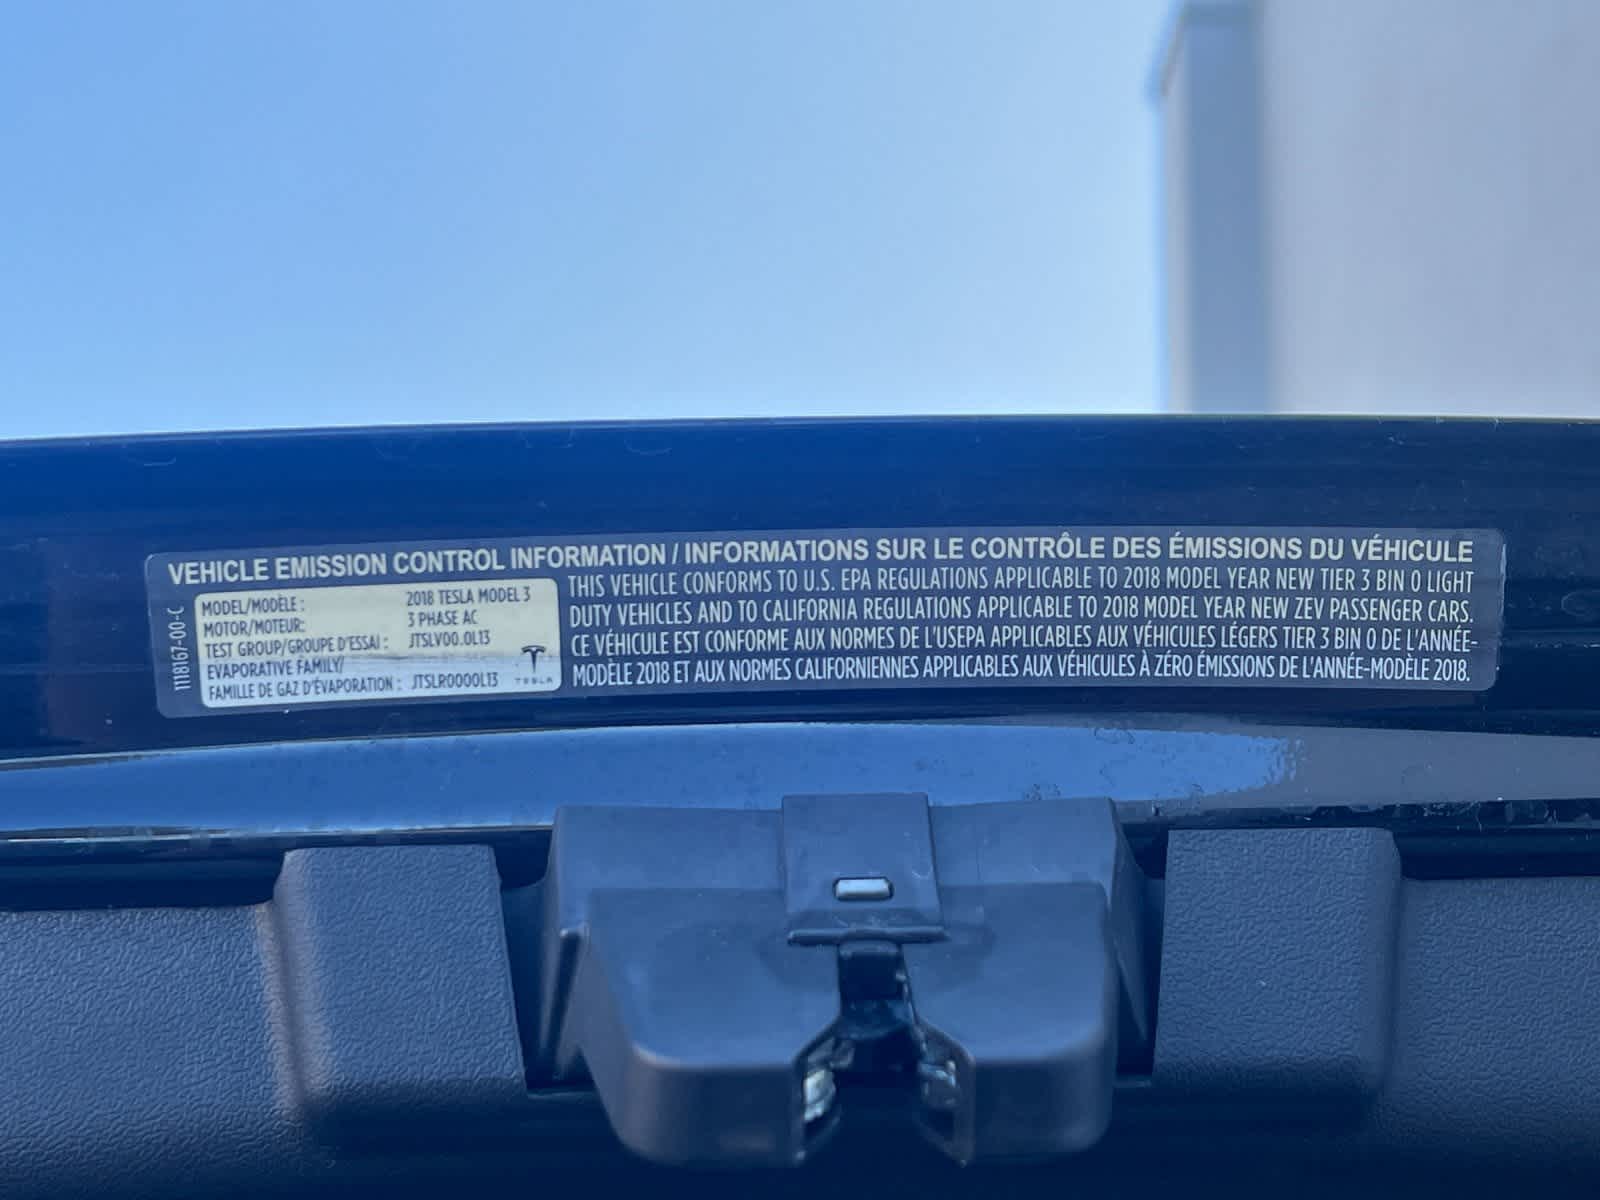 VEHICLE EMISSION CONTROL INFORMATION / INFORMATIONS SUR LE CONTRÔLE DES ÉMISSIONS DU VÉHICULE
1118167-00-C
MODEL/MODÈLE : 2018 TESLA MODEL 3
MOTOR/MOTEUR: 3 PHASE AC
TEST GROUP/GROUPE D'ESSAI : JTSLV00.0L13
EVAPORATIVE FAMILY/
FAMILLE DE GAZ D'ÉVAPORATION : JTSLR0000L13
TESLA
THIS VEHICLE CONFORMS TO U.S. EPA REGULATIONS APPLICABLE TO 2018 MODEL YEAR NEW TIER 3 BIN 0 LIGHT
DUTY VEHICLES AND TO CALIFORNIA REGULATIONS APPLICABLE TO 2018 MODEL YEAR NEW ZEV PASSENGER CARS.
CE VÉHICULE EST CONFORME AUX NORMES DE L'USEPA APPLICABLES AUX VÉHICULES LÉGERS TIER 3 BIN 0 DE L'ANNÉE-
MODÈLE 2018 ET AUX NORMES CALIFORNIENNES APPLICABLES AUX VÉHICULES À ZÉRO ÉMISSIONS DE L'ANNÉE-MODÈLE 2018.